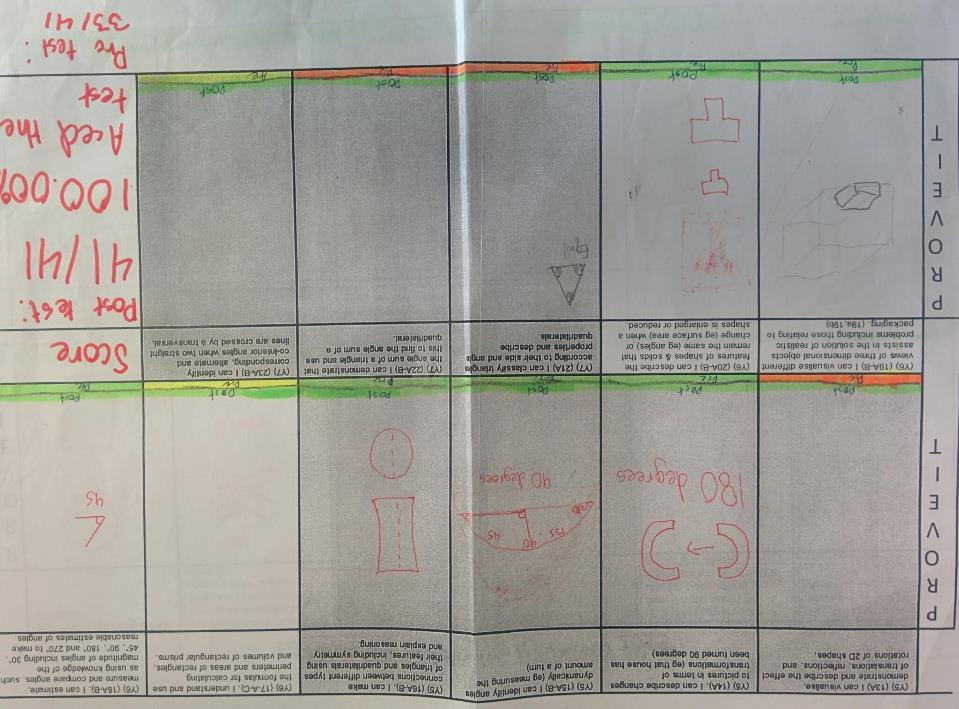 (Y5) (13A) I can visualise,
demonstrate and describe the effect
of translations, reflections, and
rotations of 2D shapes.
(Y5) (14A). I can describe changes
to pictures in terms of
transformations (eg that house has
been turned 90 degrees)
(Y5) (15A-B) I can identify angles
dynamically (eg measuring the
amount of a turn)
(Y5) (16A-B). I can make
connections between different types
of triangles and quadrilaterals using
their features, including symmetry
and explain reasoning.
(Y6) (17A-C). I understand and use
the formulas for calculating
perimeters and areas of rectangles,
and volumes of rectangular prisms.
(Y6) (18A-B). I can estimate,
measure and compare angles, such
as using knowledge of the
magnitude of angles including 30°,
45°, 90°, 180° and 270° to make
reasonable estimates of angles.
PROVE IT
180 degrees
135
90
45
90 degrees
45
Post
Pre
Post
Pre
Post
Pre
Post
Pre
Post
Pre
Post
Pre
(Y6) (19A-B) I can visualise different
views of three dimensional objects
assists in the solution of realistic
problems including those relating to
packaging. (19a,19b)
(Y6) (20A-B) I can describe the
features of shapes & solids that
remain the same (eg angles) or
change (eg surface area) when a
shapes is enlarged or reduced.
(Y7) (21A) I can classify triangles
according to their side and angle
properties and describe
quadrilaterals.
(Y7) (22A-B) I can demonstrate that
the angle sum of a triangle and use
this to find the angle sum of a
quadrilateral.
(Y7) (23A-B) I can identify
corresponding, alternate and
co-interior angles when two straight
lines are crossed by a transversal.
Score
PROVE IT
Equil
Post test:
41/41
100.00%
Aced the
test
Post
Pre
Post
Pre
Post
Pre
Post
Pre
Post
Pre
Pre test:
33/41